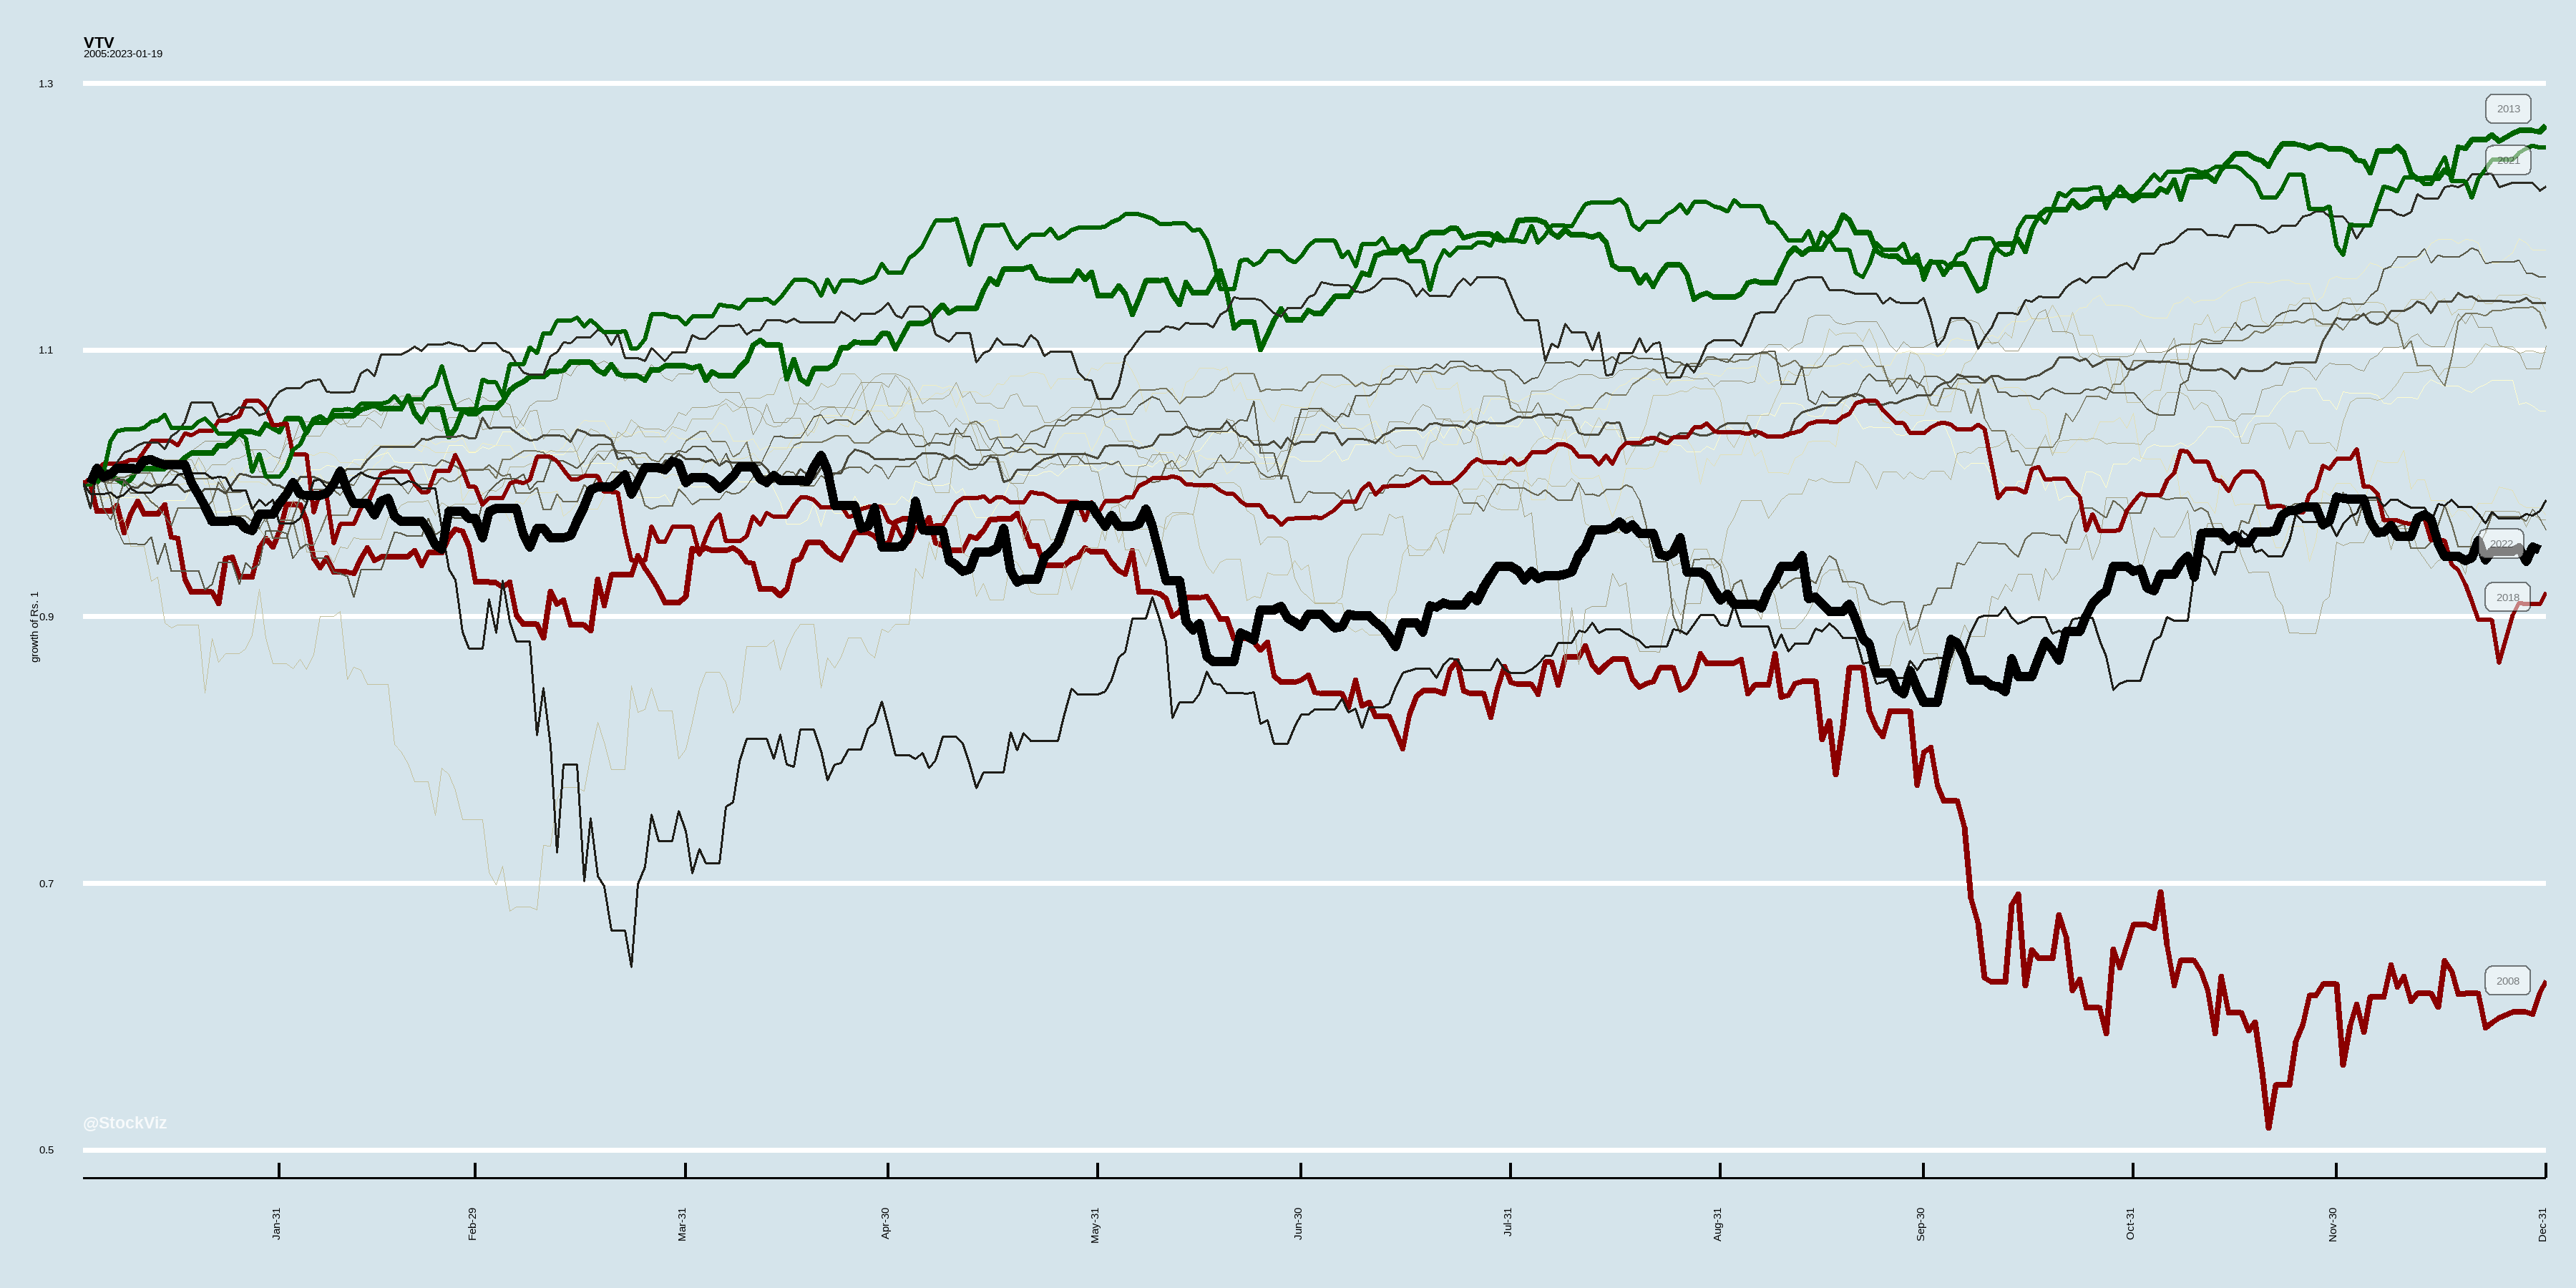 VTV
2005:2023-01-19
1.3
1.1
0.9
0.7
0.5
growth of Rs. 1
2013
2021
2022
2018
2008
@StockViz
Jan-31
Feb-29
Mar-31
Apr-30
May-31
Jun-30
Jul-31
Aug-31
Sep-30
Oct-31
Nov-30
Dec-31